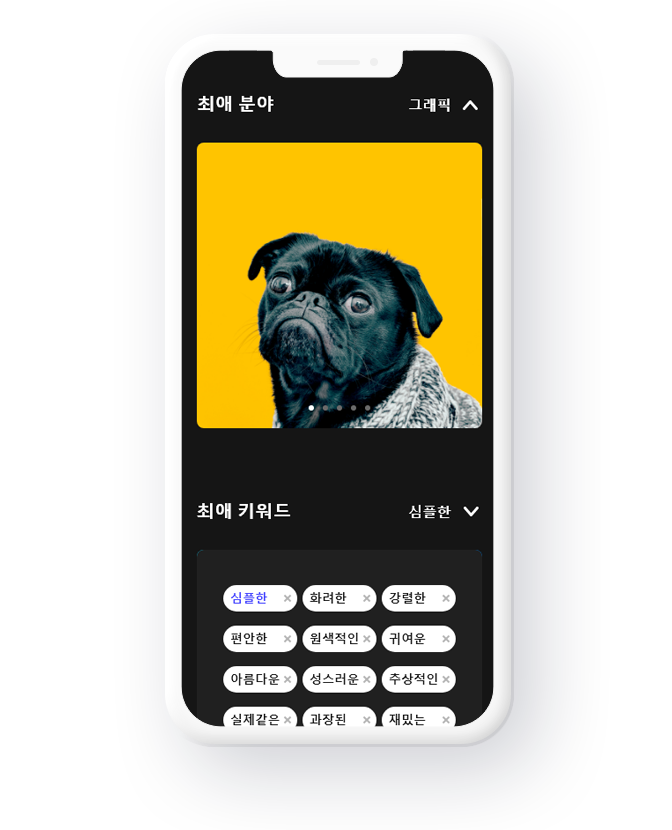 최애 분야 그래픽
최애 키워드 심플한
심플한 × 화려한 × 강렬한 ×
편안한 × 원색적인 × 귀여운 ×
아름다운 × 성스러운 × 추상적인 ×
실제같은 × 과장된 × 재밌는 ×